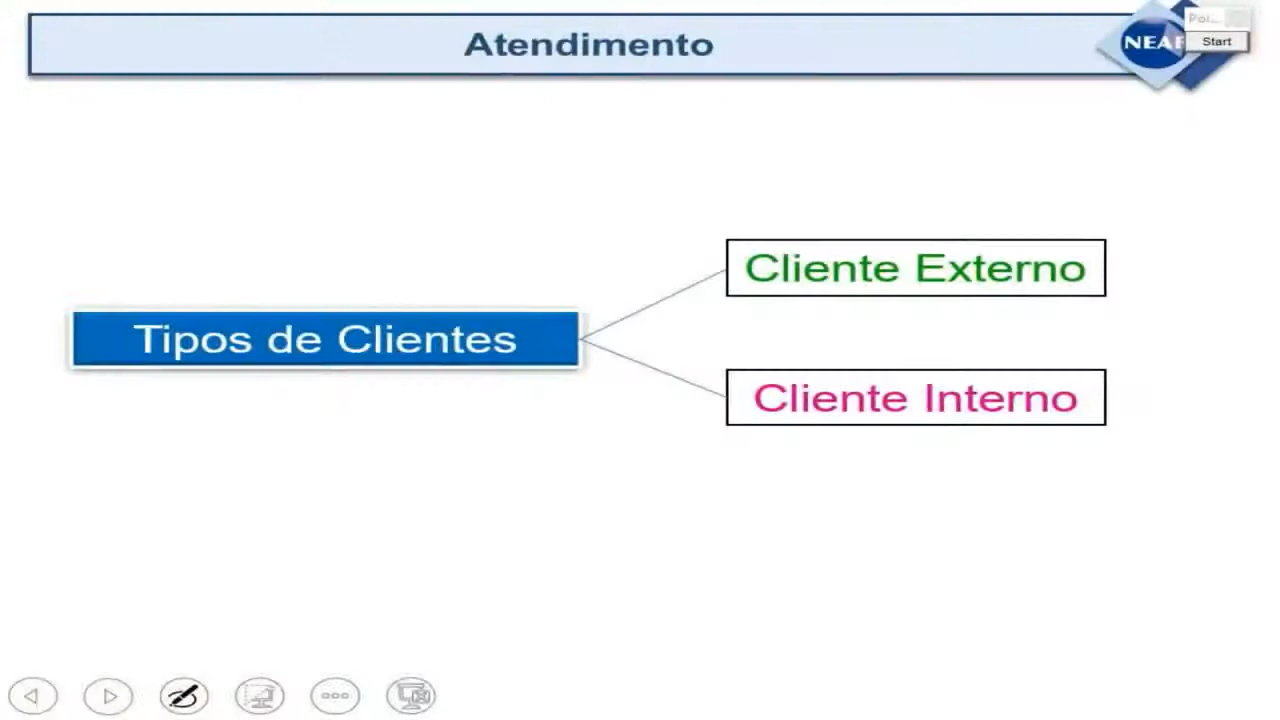 Atendimento
NEAF
Start
Cliente Externo
Tipos de Clientes
Cliente Interno